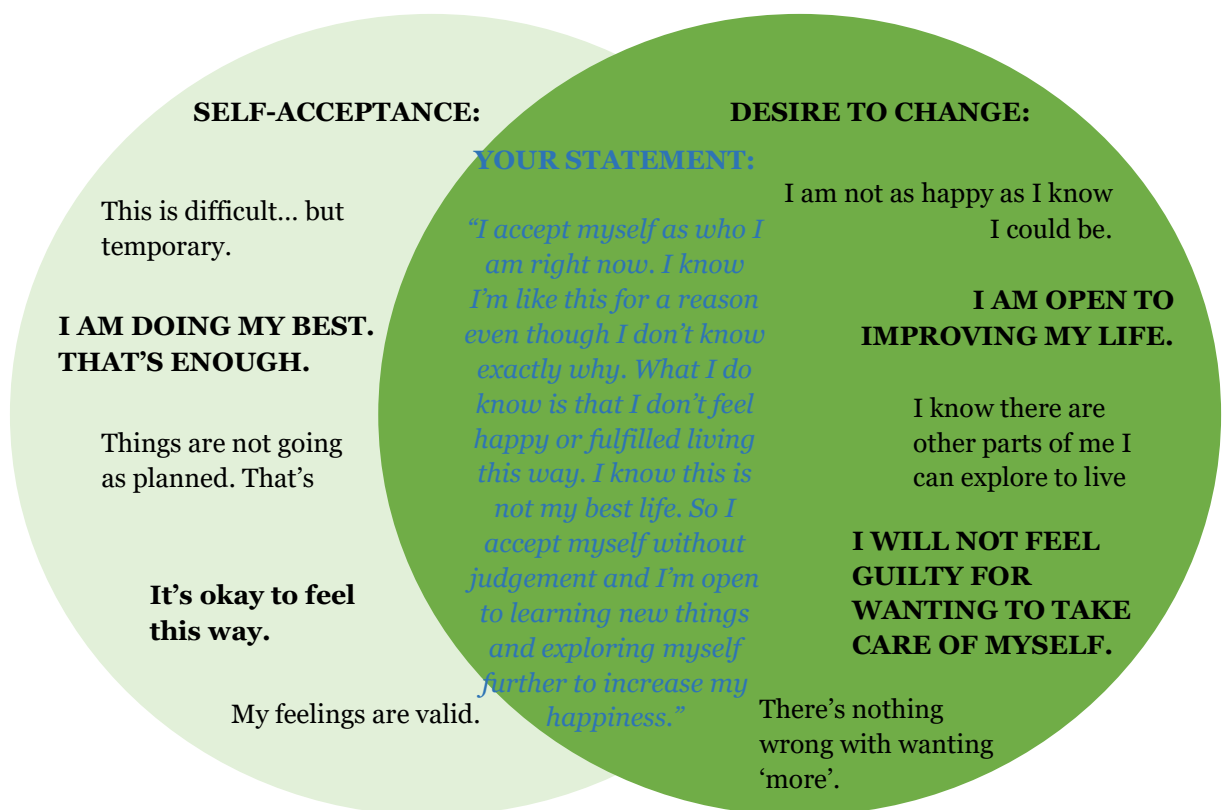 SELF-ACCEPTANCE:
This is difficult... but
temporary.
I AM DOING MY BEST.
THAT’S ENOUGH.
Things are not going
as planned. That’s
It’s okay to feel
this way.
My feelings are valid.
YOUR STATEMENT:
“I accept myself as who I
am right now. I know
I’m like this for a reason
even though I don’t know
exactly why. What I do
know is that I don’t feel
happy or fulfilled living
this way. I know this is
not my best life. So I
accept myself without
judgement and I’m open
to learning new things
and exploring myself
further to increase my
happiness.”
DESIRE TO CHANGE:
I am not as happy as I know
I could be.
I AM OPEN TO
IMPROVING MY LIFE.
I know there are
other parts of me I
can explore to live
I WILL NOT FEEL
GUILTY FOR
WANTING TO TAKE
CARE OF MYSELF.
There’s nothing
wrong with wanting
‘more’.